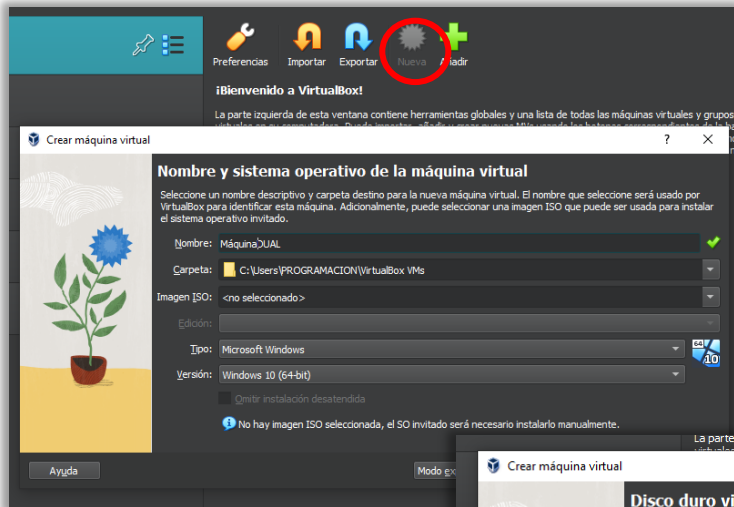 Preferencias Importar Exportar Nueva Añadir
¡Bienvenido a VirtualBox!
La parte izquierda de esta ventana contiene herramientas globales y una lista de todas las máquinas virtuales y grupos
Crear máquina virtual ? X
Nombre y sistema operativo de la máquina virtual
Seleccione un nombre descriptivo y carpeta destino para la nueva máquina virtual. El nombre que seleccione será usado por
VirtualBox para identificar esta máquina. Adicionalmente, puede seleccionar una imagen ISO que puede ser usada para instalar
el sistema operativo invitado.
Nombre: MáquinaDUAL
Carpeta: C:\Users\PROGRAMACION\VirtualBox VMs
Imagen ISO: <no seleccionado>
Edición:
Tipo: Microsoft Windows
64
10
Versión: Windows 10 (64-bit)
Omitir instalación desatendida
No hay imagen ISO seleccionada, el SO invitado será necesario instalarlo manualmente.
La parte
Ayuda Modo
Crear máquina virtual
Disco duro